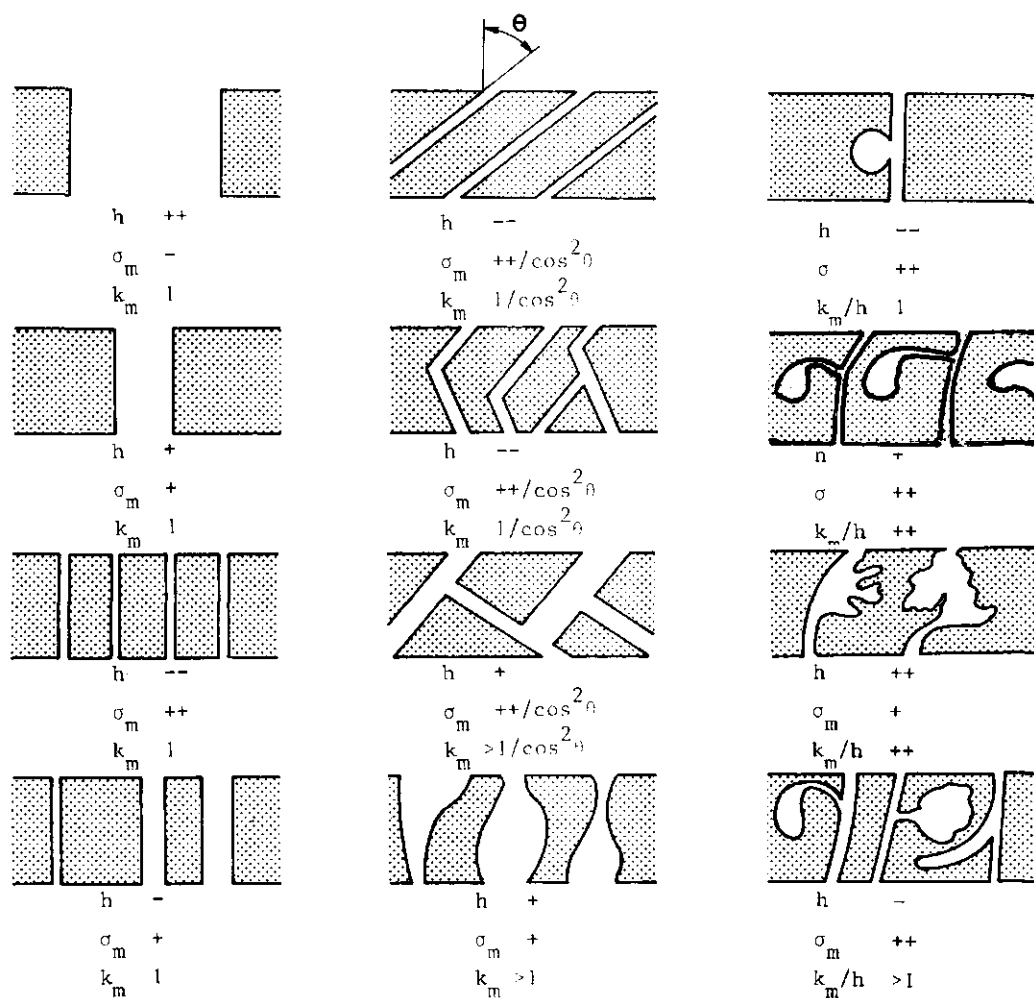 θ
h ++
σm -
km 1
h --
σm ++/cos²θ
km 1/cos²θ
h --
σ ++
km/h 1
h +
σm +
km 1
h --
σm ++/cos²θ
km 1/cos²θ
n +
σ ++
km/h ++
h --
σm ++
km 1
h +
σm ++/cos²θ
km >1/cos²θ
h ++
σm +
km/h ++
h -
σm +
km 1
h +
σm +
km >1
h -
σm ++
km/h >1